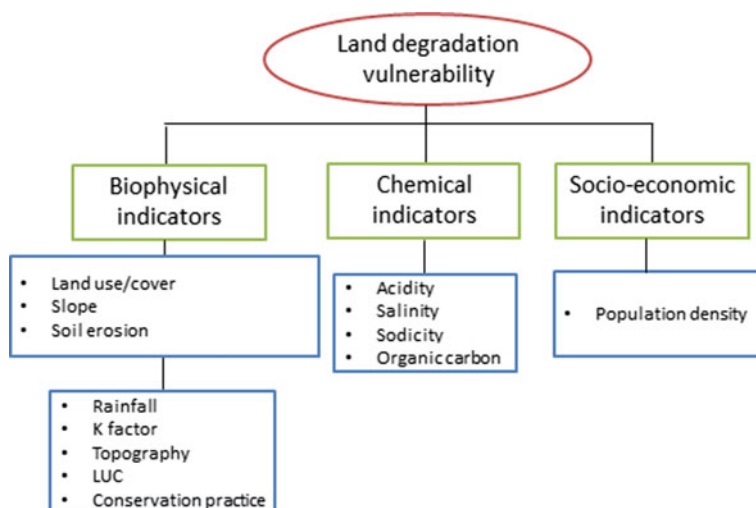 Land degradation
vulnerability
Biophysical
indicators
Chemical
indicators
Socio-economic
indicators
• Land use/cover
• Slope
• Soil erosion
• Acidity
• Salinity
• Sodicity
• Organic carbon
• Population density
• Rainfall
• K factor
• Topography
• LUC
• Conservation practice